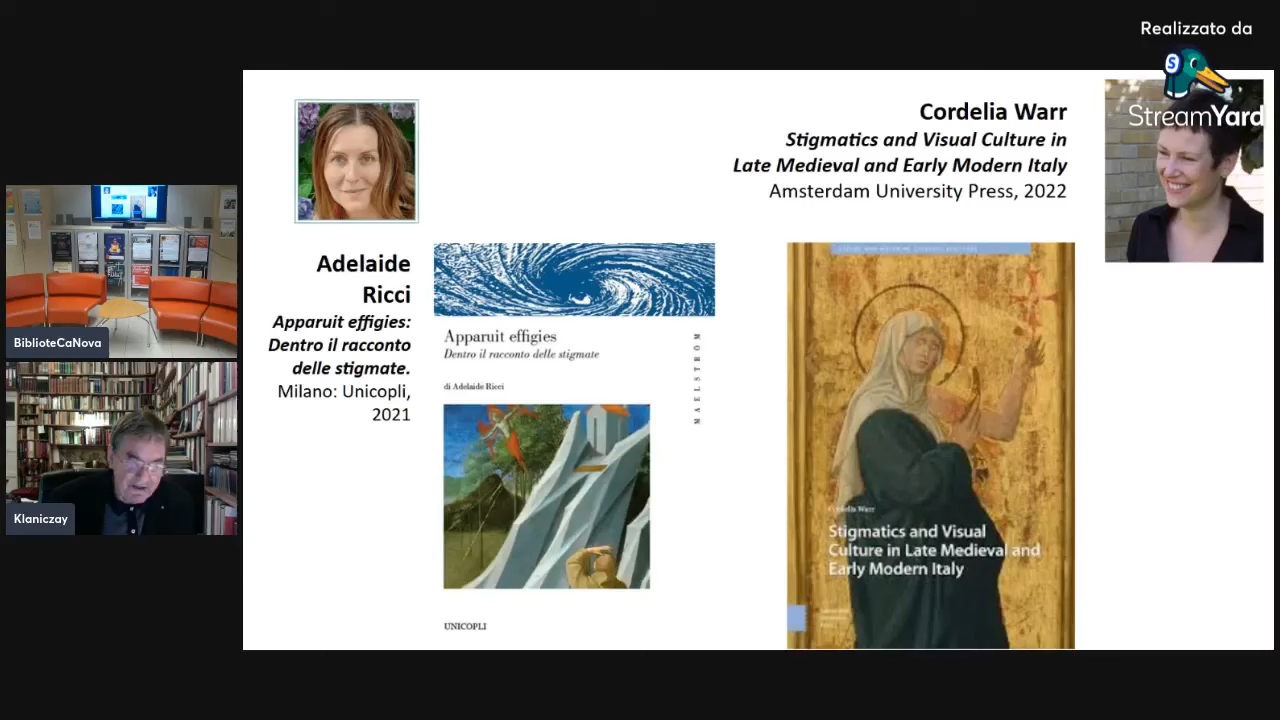 Realizzato da
StreamYard
Cordelia Warr
Stigmatics and Visual Culture in
Late Medieval and Early Modern Italy
Amsterdam University Press, 2022
Adelaide
Ricci
Apparuit effigies:
Dentro il racconto
delle stigmate.
Milano: Unicopli,
2021
Apparuit effigies
Dentro il racconto delle stigmate
di Adelaide Ricci
MAELSTROM
UNICOPLI
Cordelia Warr
Stigmatics and Visual
Culture in Late Medieval and
Early Modern Italy
BiblioteCaNova
Klaniczay